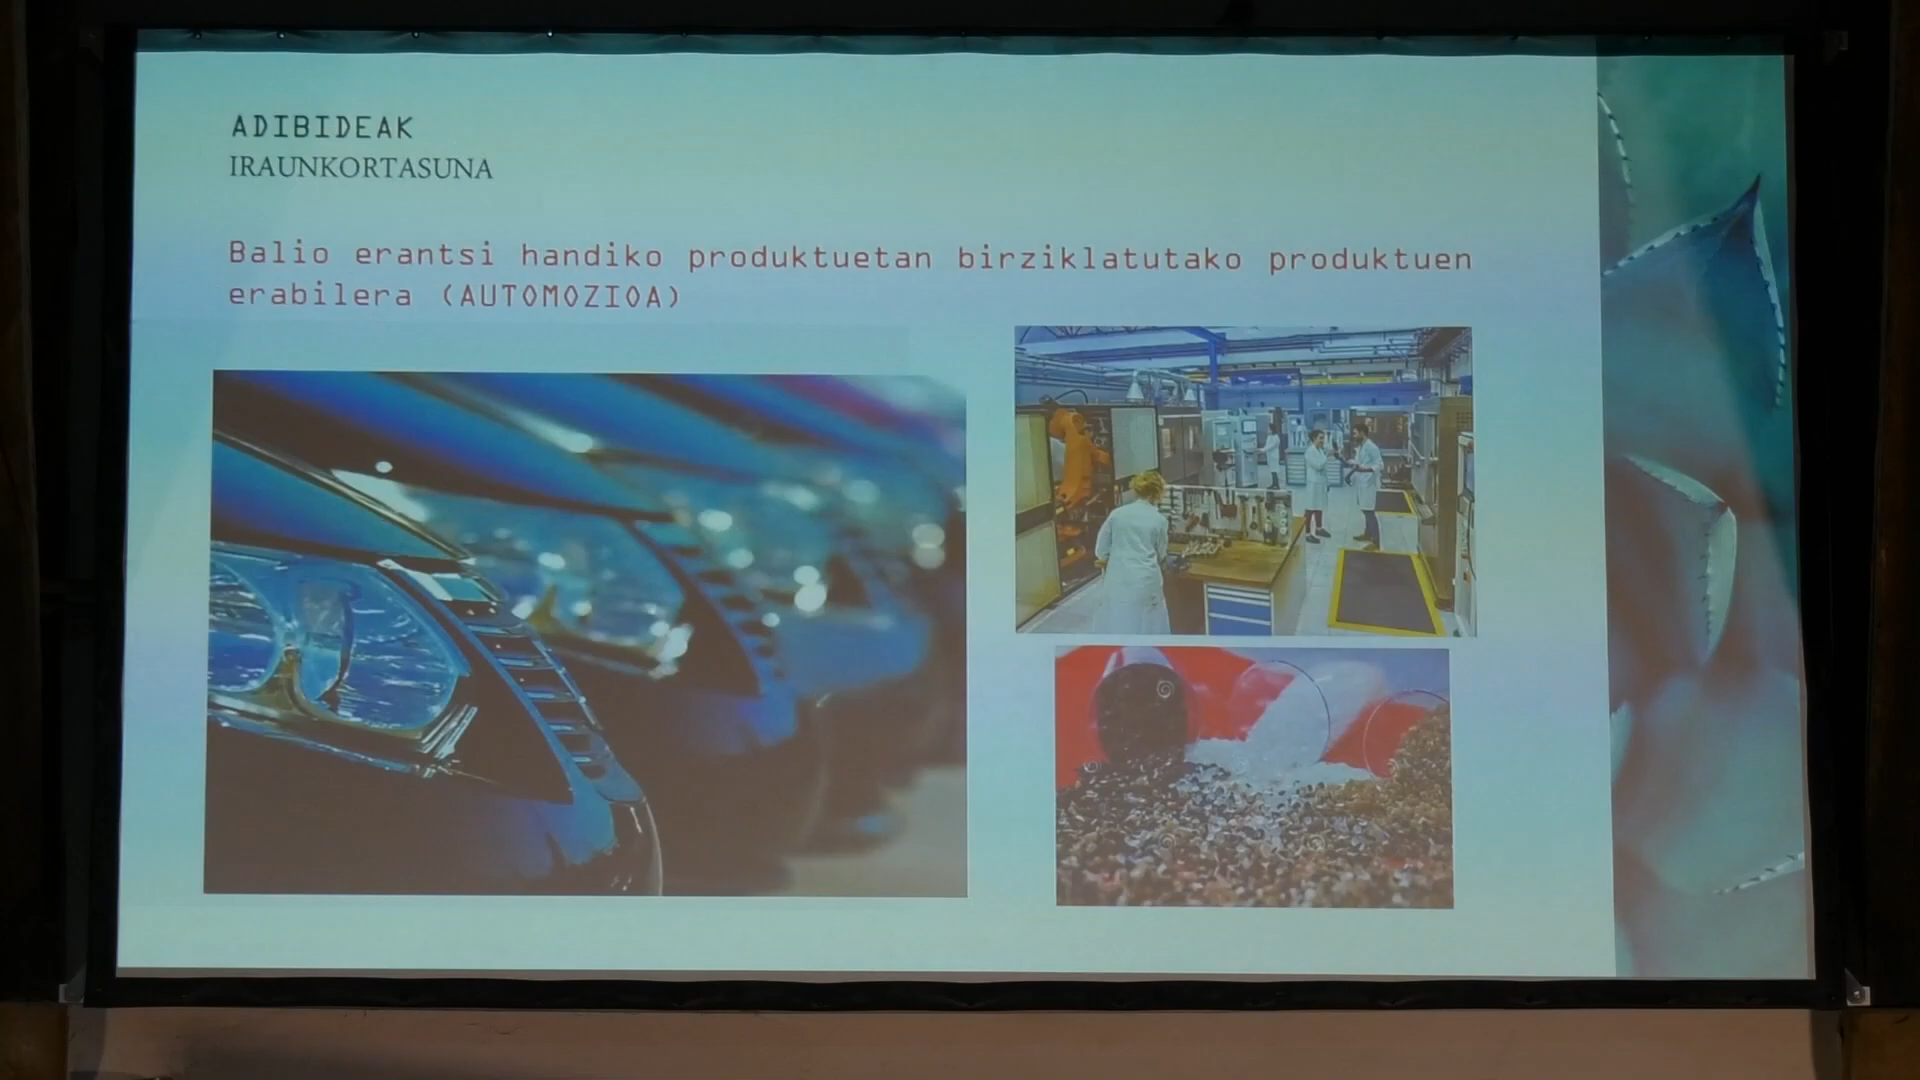 ADIBIDEAK
IRAUNKORTASUNA
Balio erantsi handiko produktuetan birziklatutako produktuen
erabilera (AUTOMOZIOA)